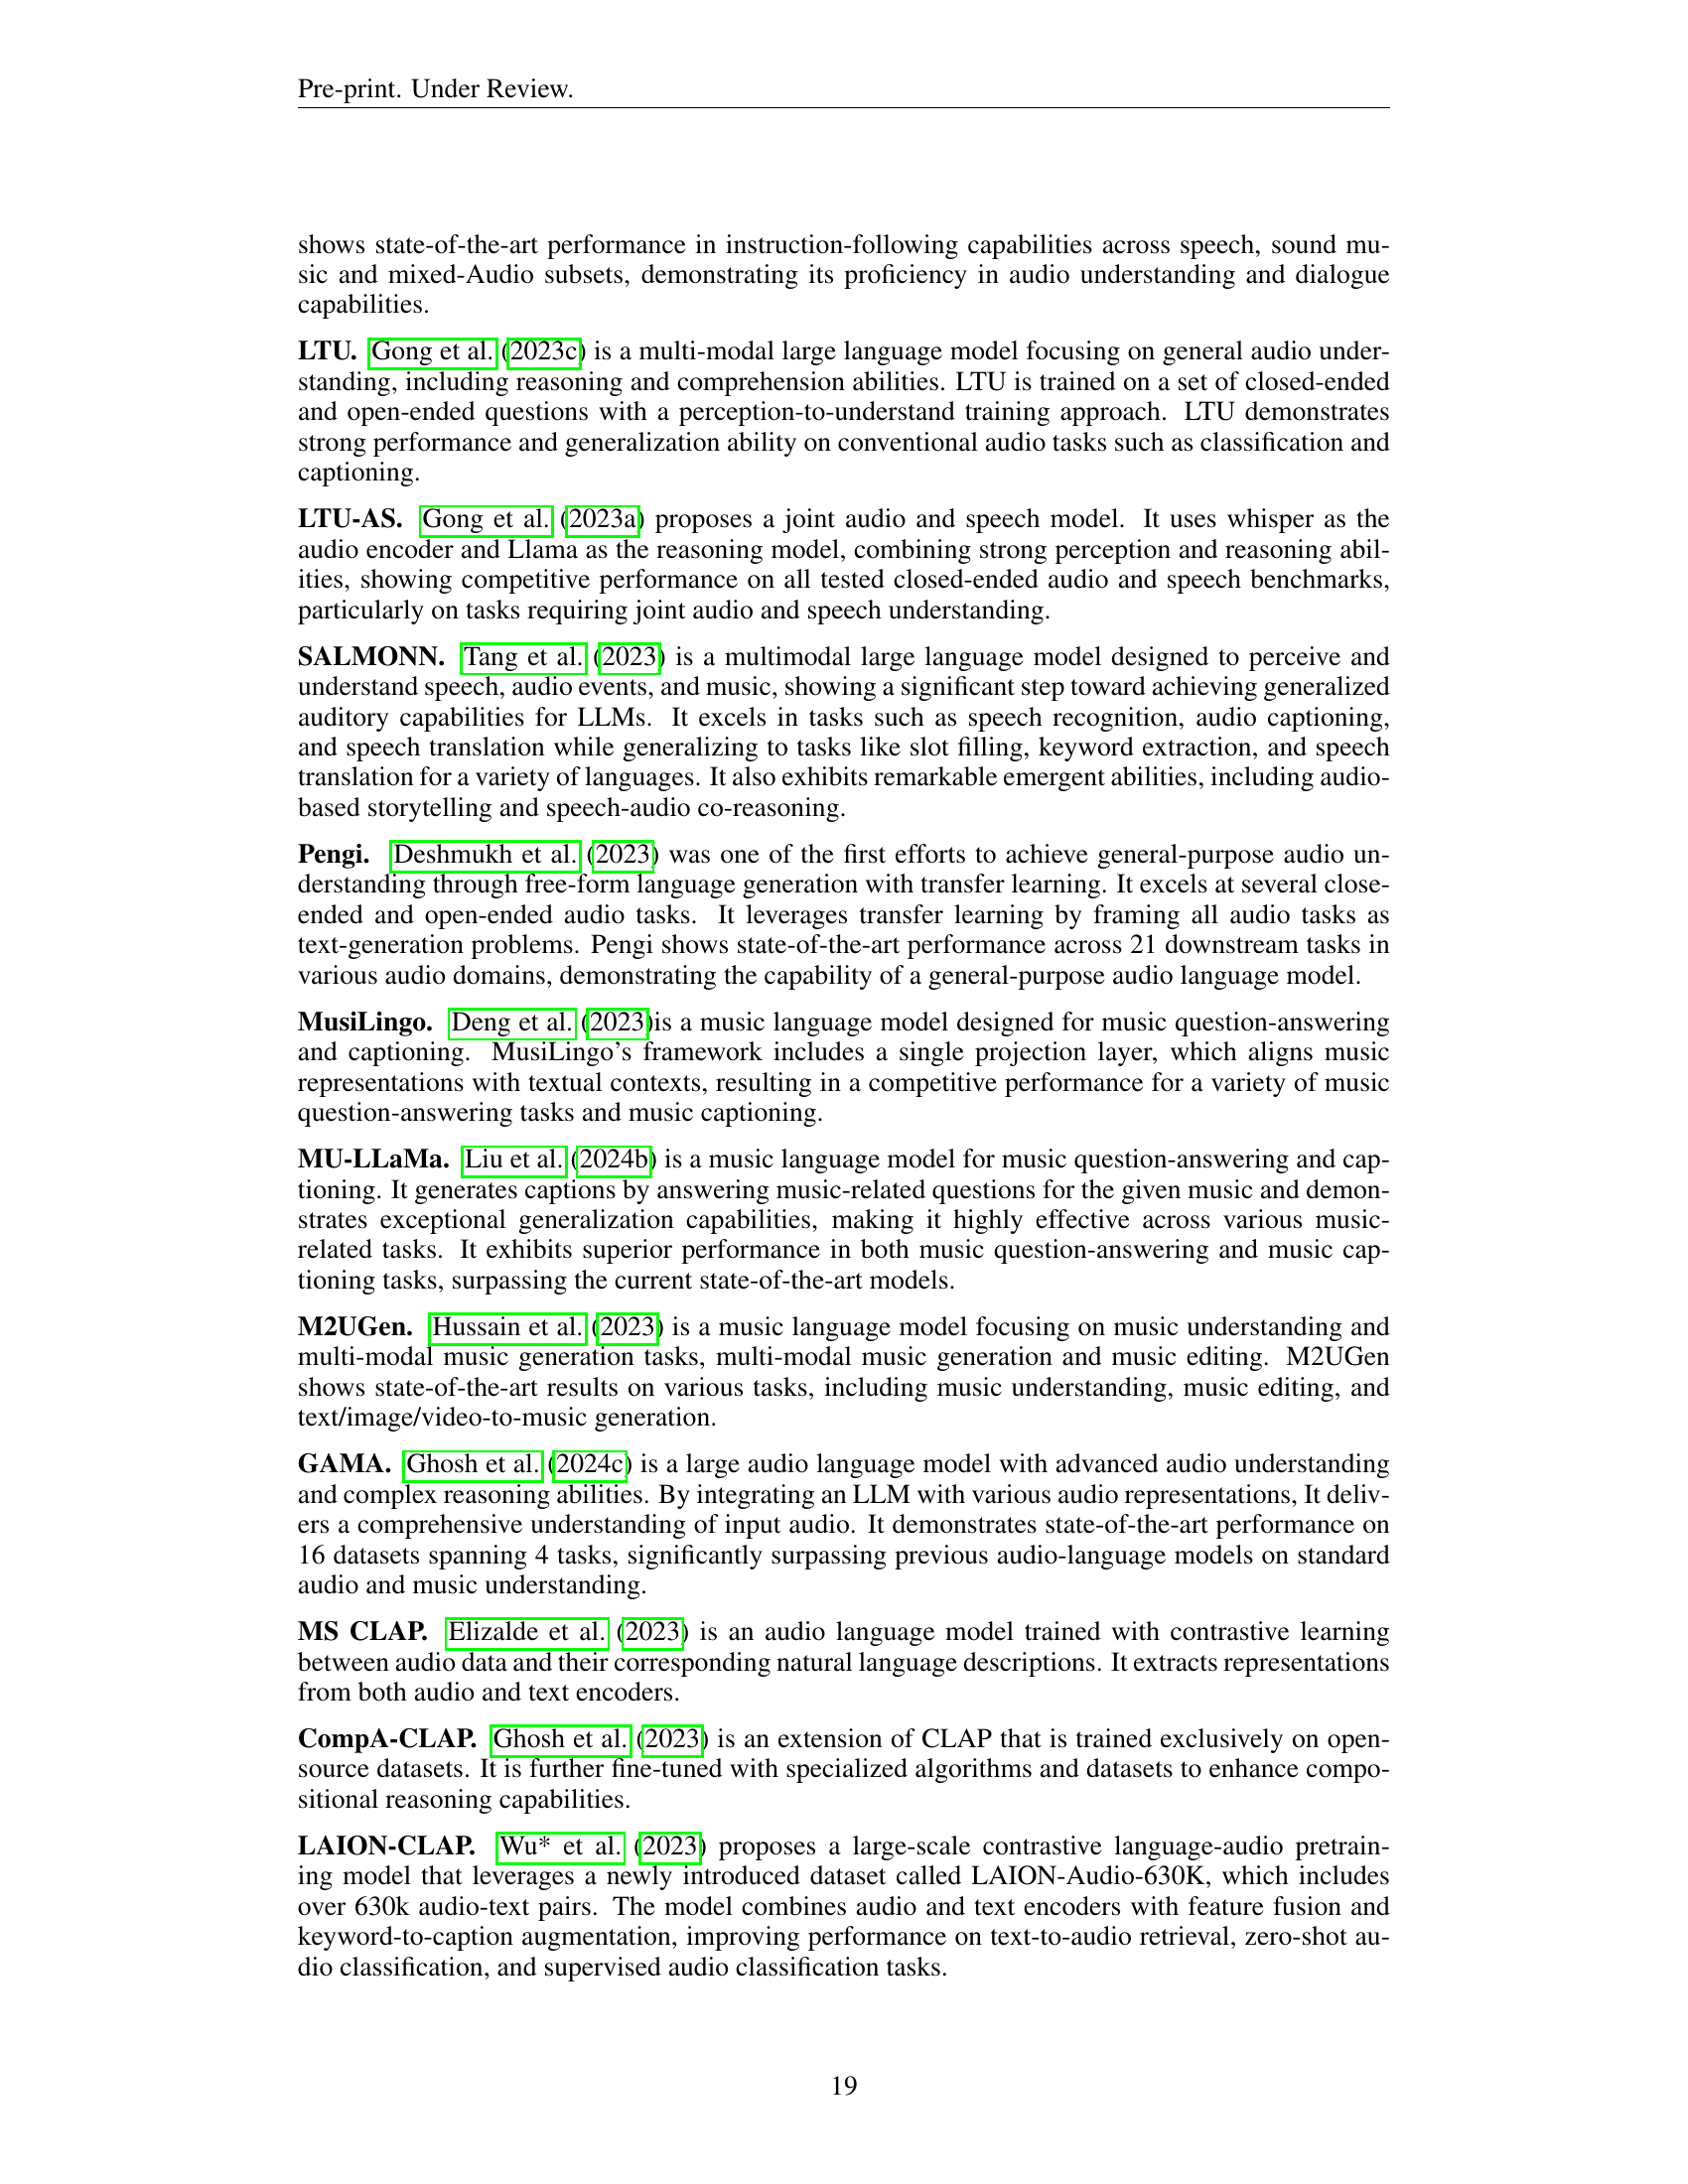 Pre-print. Under Review.
shows state-of-the-art performance in instruction-following capabilities across speech, sound mu-
sic and mixed-Audio subsets, demonstrating its proficiency in audio understanding and dialogue
capabilities.
LTU. Gong et al. (2023c) is a multi-modal large language model focusing on general audio under-
standing, including reasoning and comprehension abilities. LTU is trained on a set of closed-ended
and open-ended questions with a perception-to-understand training approach. LTU demonstrates
strong performance and generalization ability on conventional audio tasks such as classification and
captioning.
LTU-AS. Gong et al. (2023a) proposes a joint audio and speech model. It uses whisper as the
audio encoder and Llama as the reasoning model, combining strong perception and reasoning abil-
ities, showing competitive performance on all tested closed-ended audio and speech benchmarks,
particularly on tasks requiring joint audio and speech understanding.
SALMONN. Tang et al. (2023) is a multimodal large language model designed to perceive and
understand speech, audio events, and music, showing a significant step toward achieving generalized
auditory capabilities for LLMs. It excels in tasks such as speech recognition, audio captioning,
and speech translation while generalizing to tasks like slot filling, keyword extraction, and speech
translation for a variety of languages. It also exhibits remarkable emergent abilities, including audio-
based storytelling and speech-audio co-reasoning.
Pengi. Deshmukh et al. (2023) was one of the first efforts to achieve general-purpose audio un-
derstanding through free-form language generation with transfer learning. It excels at several close-
ended and open-ended audio tasks. It leverages transfer learning by framing all audio tasks as
text-generation problems. Pengi shows state-of-the-art performance across 21 downstream tasks in
various audio domains, demonstrating the capability of a general-purpose audio language model.
MusiLingo. Deng et al. (2023)is a music language model designed for music question-answering
and captioning. MusiLingo's framework includes a single projection layer, which aligns music
representations with textual contexts, resulting in a competitive performance for a variety of music
question-answering tasks and music captioning.
MU-LLaMa. Liu et al. (2024b) is a music language model for music question-answering and cap-
tioning. It generates captions by answering music-related questions for the given music and demon-
strates exceptional generalization capabilities, making it highly effective across various music-
related tasks. It exhibits superior performance in both music question-answering and music cap-
tioning tasks, surpassing the current state-of-the-art models.
M2UGen. Hussain et al. (2023) is a music language model focusing on music understanding and
multi-modal music generation tasks, multi-modal music generation and music editing. M2UGen
shows state-of-the-art results on various tasks, including music understanding, music editing, and
text/image/video-to-music generation.
GAMA. Ghosh et al. (2024c) is a large audio language model with advanced audio understanding
and complex reasoning abilities. By integrating an LLM with various audio representations, It deliv-
ers a comprehensive understanding of input audio. It demonstrates state-of-the-art performance on
16 datasets spanning 4 tasks, significantly surpassing previous audio-language models on standard
audio and music understanding.
MS CLAP. Elizalde et al. (2023) is an audio language model trained with contrastive learning
between audio data and their corresponding natural language descriptions. It extracts representations
from both audio and text encoders.
CompA-CLAP. Ghosh et al. (2023) is an extension of CLAP that is trained exclusively on open-
source datasets. It is further fine-tuned with specialized algorithms and datasets to enhance compo-
sitional reasoning capabilities.
LAION-CLAP. Wu* et al. (2023) proposes a large-scale contrastive language-audio pretrain-
ing model that leverages a newly introduced dataset called LAION-Audio-630K, which includes
over 630k audio-text pairs. The model combines audio and text encoders with feature fusion and
keyword-to-caption augmentation, improving performance on text-to-audio retrieval, zero-shot au-
dio classification, and supervised audio classification tasks.
19